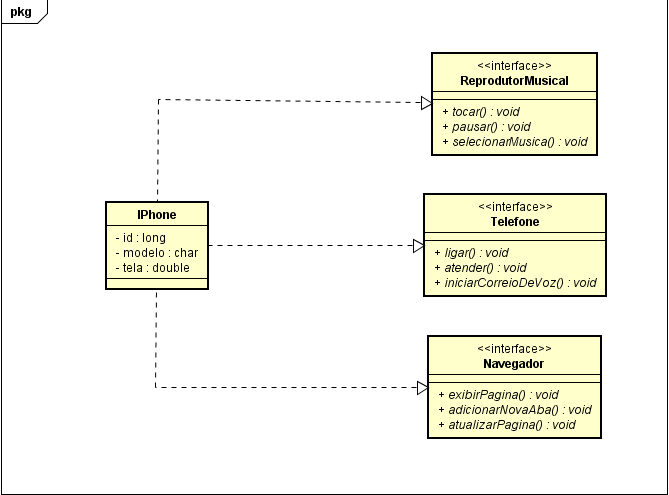 pkg
<<interface>>
ReprodutorMusical
+ tocar() : void
+ pausar() : void
+ selecionarMusica() : void
IPhone
- id : long
- modelo : char
- tela : double
<<interface>>
Telefone
+ ligar() : void
+ atender() : void
+ iniciarCorreioDeVoz() : void
<<interface>>
Navegador
+ exibirPagina() : void
+ adicionarNovaAba() : void
+ atualizarPagina() : void